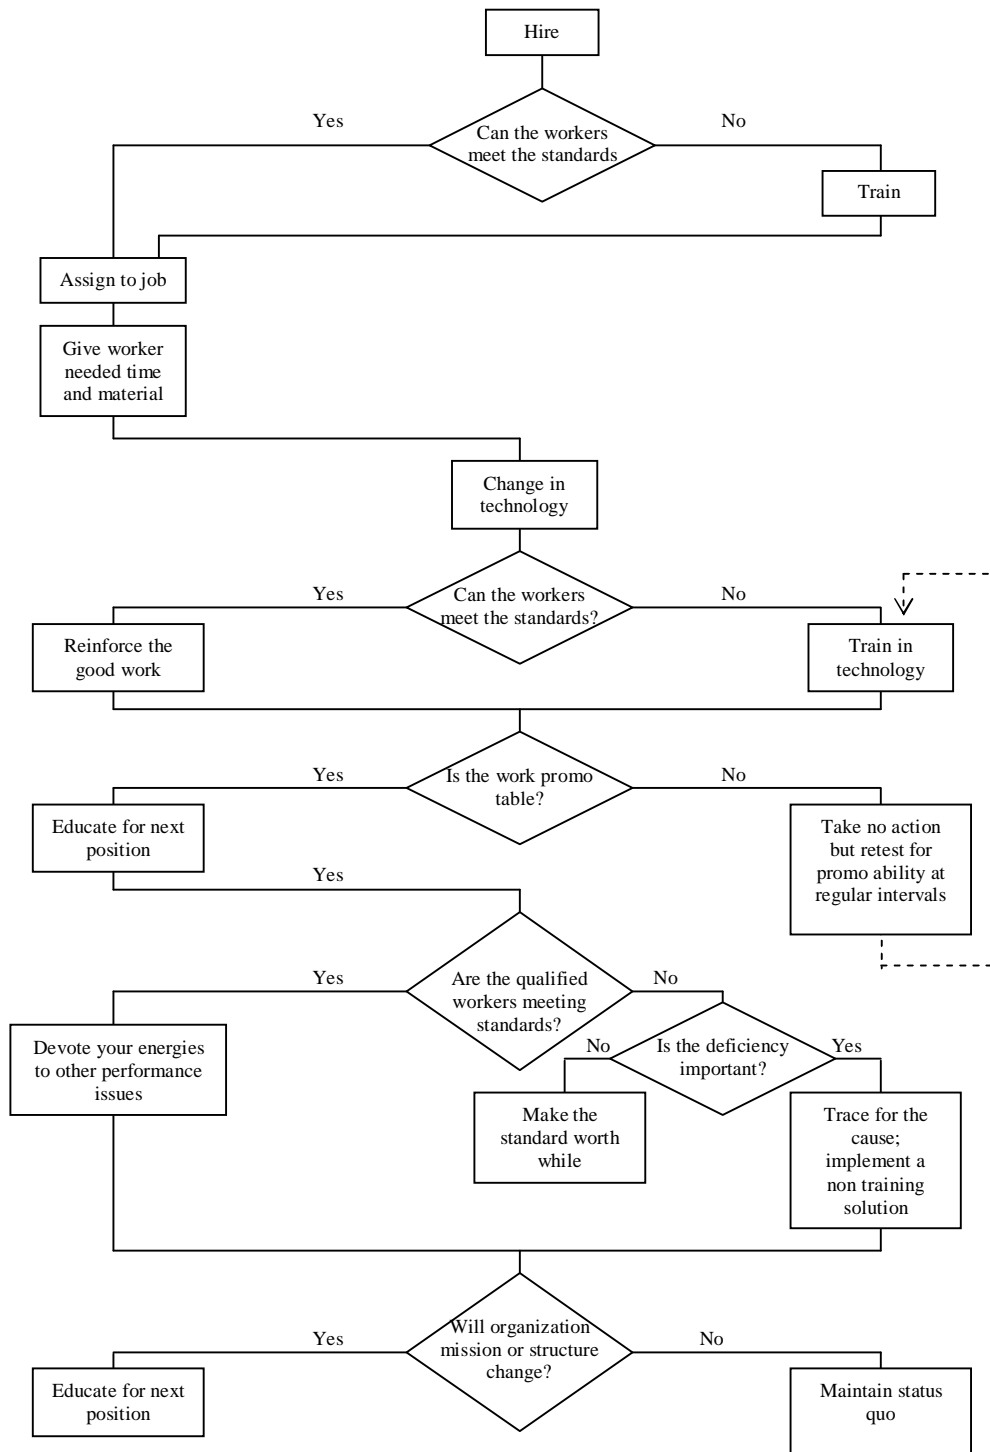 Hire
Yes
No
Can the workers
meet the standards
Train
Assign to job
Give worker
needed time
and material
Change in
technology
Yes
No
Can the workers
meet the standards?
Reinforce the
good work
Train in
technology
Yes
No
Is the work promo
table?
Educate for next
position
Take no action
but retest for
promo ability at
regular intervals
Yes
Yes
No
Are the qualified
workers meeting
standards?
Devote your energies
to other performance
issues
No
Is the deficiency
important?
Yes
Make the
standard worth
while
Trace for the
cause;
implement a
non training
solution
Yes
No
Will organization
mission or structure
change?
Educate for next
position
Maintain status
quo